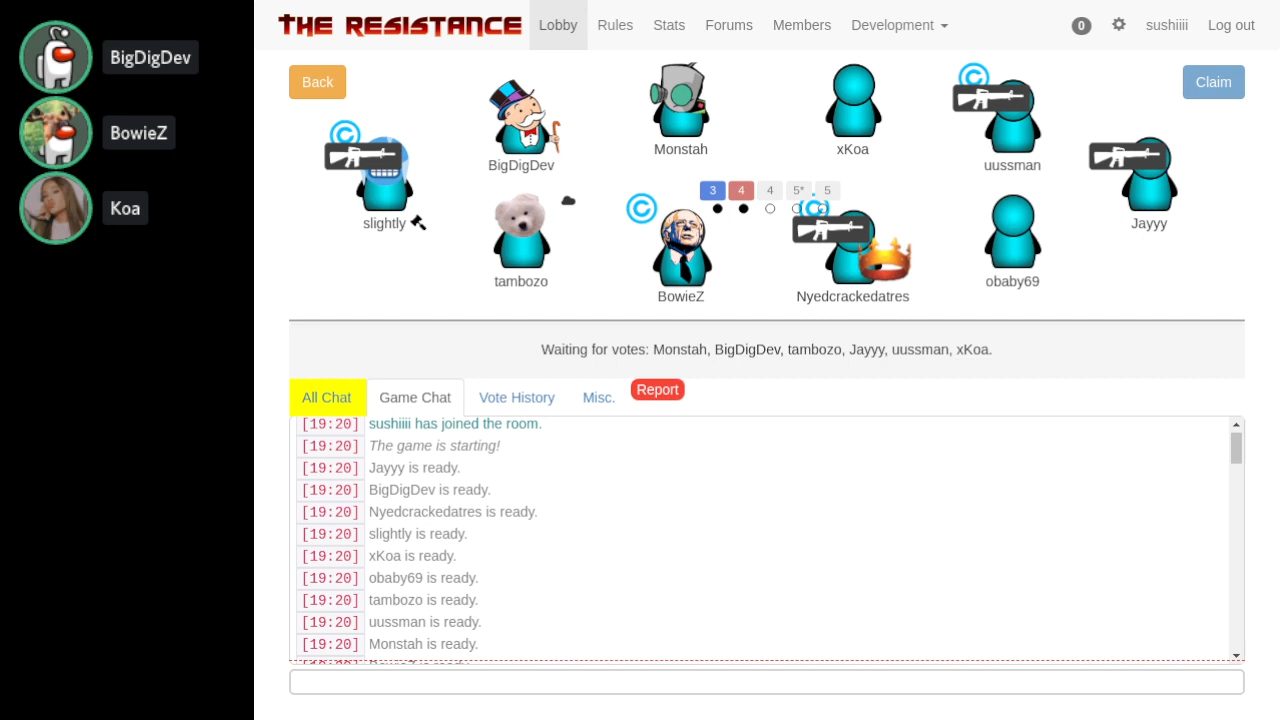 BigDigDev
BowieZ
Koa
THE RESISTANCE Lobby Rules Stats Forums Members Development 0 sushiiii Log out
Back
Claim
BigDigDev
Monstah
xKoa
uussman
slightly
Jayyy
3 4 4 5* 5
tambozo
BowieZ
Nyedcrackedatres
obaby69
Waiting for votes: Monstah, BigDigDev, tambozo, Jayyy, uussman, xKoa.
All Chat Game Chat Vote History Misc. Report
[19:20] sushiiii has joined the room.
[19:20] The game is starting!
[19:20] Jayyy is ready.
[19:20] BigDigDev is ready.
[19:20] Nyedcrackedatres is ready.
[19:20] slightly is ready.
[19:20] xKoa is ready.
[19:20] obaby69 is ready.
[19:20] tambozo is ready.
[19:20] uussman is ready.
[19:20] Monstah is ready.
[19:20] BowieZ is ready.